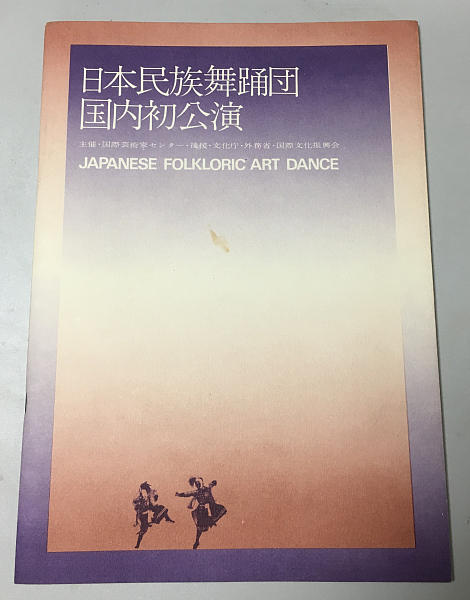 日本民族舞踊団
国内初公演
主催・国際芸術家センター・後援・文化庁・外務省・国際文化振興会
JAPANESE FOLKLORIC ART DANCE